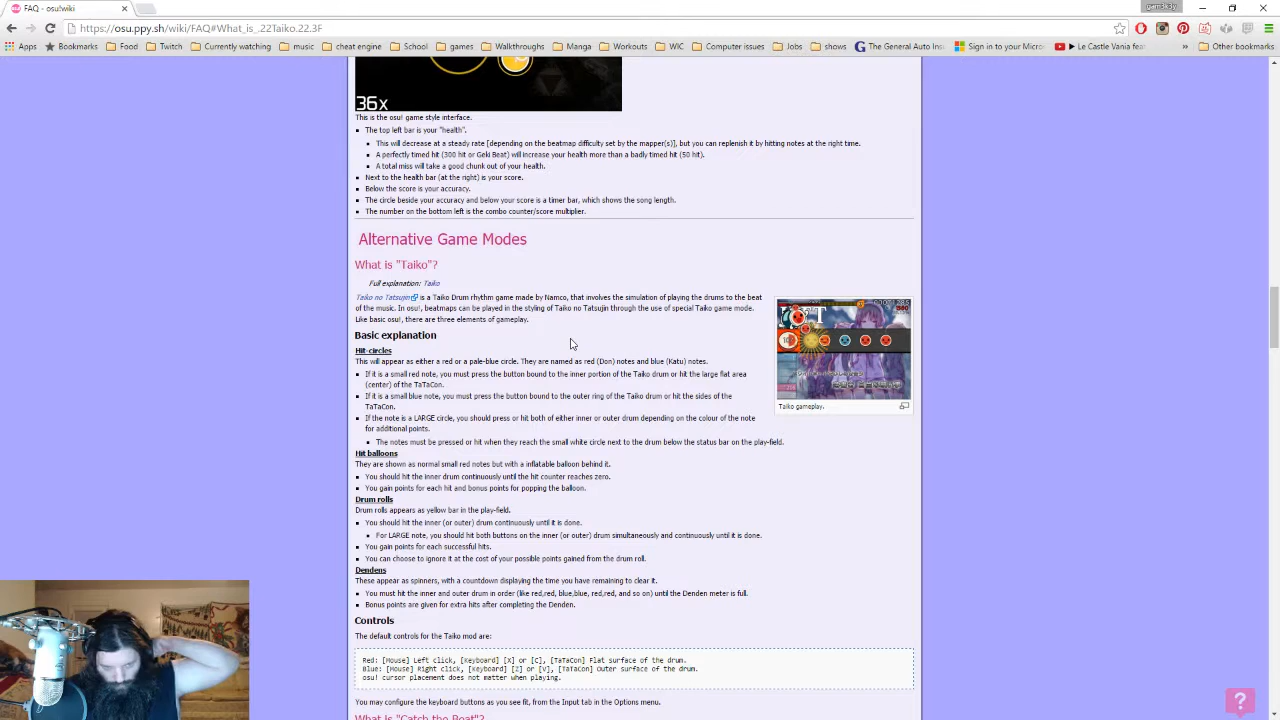 FAQ - osu!wiki
gam3k3y
https://osu.ppy.sh/wiki/FAQ#What_is_.22Taiko.22.3F
Apps Bookmarks Food Twitch Currently watching manga cheat engine School games Walkthroughs Manga Workouts WIC Computer issues Jobs shows The General Auto Ins Sign in to your Micro Le Castle Vania feat Other bookmarks
36x
This is the osu! game style interface.
The top left bar is your "health".
This will decrease at a steady rate [depending on the beatmap difficulty set by the mapper(s)], but you can replenish it by hitting notes at the right time.
A perfectly timed hit (300 hit or Geki Beat) will increase your health more than a badly timed hit (50 hit).
A total miss will take a good chunk out of your health.
Next to the health bar (at the right) is your score.
Below the score is your accuracy.
The circle beside your accuracy and below your score is a timer bar, which shows the song length.
The number on the bottom left is the combo counter/score multiplier.
Alternative Game Modes
What is "Taiko"?
Full explanation: Taiko
Taiko no Tatsujin is a Taiko Drum rhythm game made by Namco, that involves the simulation of playing the drums to the beat
of the music. In osu!, beatmaps can be played in the styling of Taiko no Tatsujin through the use of special Taiko game mode.
Like basic osu!, there are three elements of gameplay.
Taiko gameplay.
Basic explanation
Hit-circles
This will appear as either a red or a pale-blue circle. They are named as red (Don) notes and blue (Katu) notes.
If it is a small red note, you must press the button bound to the inner portion of the Taiko drum or hit the large flat area
(center) of the TaTaCon.
If it is a small blue note, you must press the button bound to the outer ring of the Taiko drum or hit the sides of the
TaTaCon.
If the note is a LARGE circle, you should press or hit both of either inner or outer drum depending on the colour of the note
for additional points.
The notes must be pressed or hit when they reach the small white circle next to the drum below the status bar on the play-field.
Hit balloons
They are shown as normal small red notes but with a inflatable balloon behind it.
You should hit the inner drum continuously until the hit counter reaches zero.
You gain points for each hit and bonus points for popping the balloon.
Drum rolls
Drum rolls appears as yellow bar in the play-field.
You should hit the inner (or outer) drum continuously until it is done.
For LARGE note, you should hit both buttons on the inner (or outer) drum simultaneously and continuously until it is done.
You gain points for each successful hits.
You can choose to ignore it at the cost of your possible points gained from the drum roll.
Dendens
These appear as spinners, with a countdown displaying the time you have remaining to clear it.
You must hit the inner and outer drum in order (like red,red, blue,blue, red,red, and so on) until the Denden meter is full.
Bonus points are given for extra hits after completing the Denden.
Controls
The default controls for the Taiko mod are:
Red: [Mouse] Left click, [Keyboard] [X] or [C], [TaTaCon] Flat surface of the drum.
Blue: [Mouse] Right click, [Keyboard] [Z] or [V], [TaTaCon] Outer surface of the drum.
osu! cursor placement does not matter when playing.
You may configure the keyboard buttons as you see fit, from the Input tab in the Options menu.
What is "Catch the Beat"?